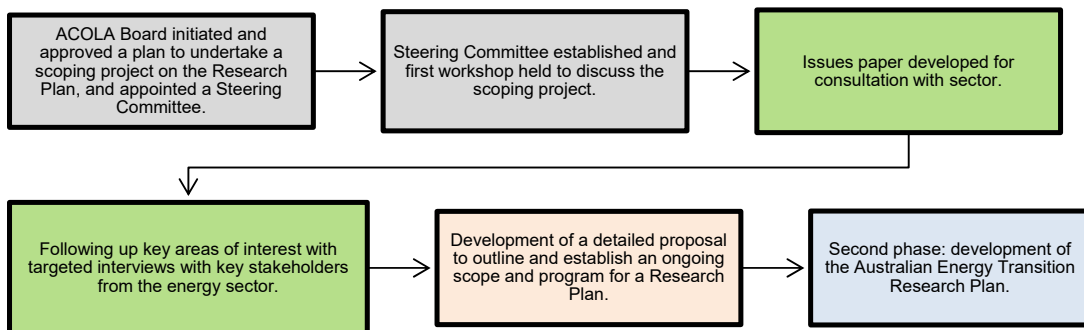 ACOLA Board initiated and
approved a plan to undertake a
scoping project on the Research
Plan, and appointed a Steering
Committee.
Steering Committee established and
first workshop held to discuss the
scoping project.
Issues paper developed for
consultation with sector.
Following up key areas of interest with
targeted interviews with key stakeholders
from the energy sector.
Development of a detailed proposal
to outline and establish an ongoing
scope and program for a Research
Plan.
Second phase: development of
the Australian Energy Transition
Research Plan.